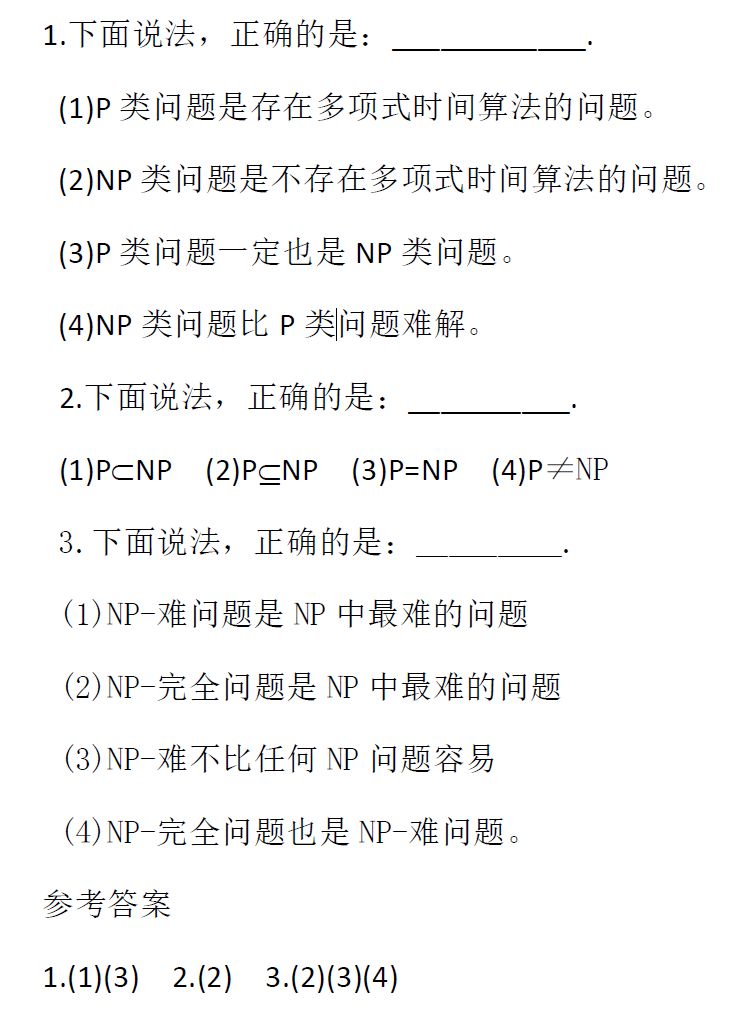 1.下面说法，正确的是：____________.
(1)P 类问题是存在多项式时间算法的问题。
(2)NP 类问题是不存在多项式时间算法的问题。
(3)P 类问题一定也是 NP 类问题。
(4)NP 类问题比 P 类问题难解。
2.下面说法，正确的是：__________.
(1)P⊂NP (2)P⊆NP (3)P=NP (4)P≠NP
3.下面说法，正确的是：_________.
(1)NP-难问题是 NP 中最难的问题
(2)NP-完全问题是 NP 中最难的问题
(3)NP-难不比任何 NP 问题容易
(4)NP-完全问题也是 NP-难问题。
参考答案
1.(1)(3) 2.(2) 3.(2)(3)(4)